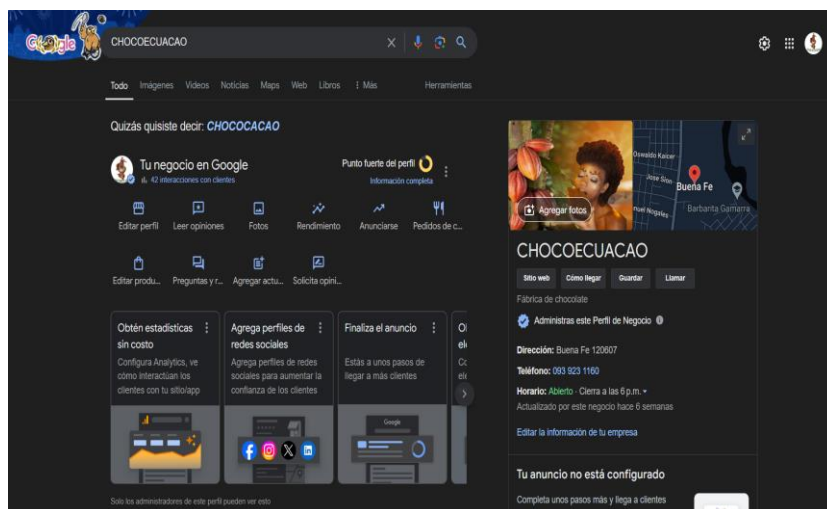 Google
CHOCOECUACAO
Todo Imágenes Videos Noticias Maps Web Libros Más Herramientas
Quizás quisiste decir: CHOCOCACAO
Tu negocio en Google
42 interacciones con clientes
Punto fuerte del perfil
Información completa
Editar perfil Leer opiniones Fotos Rendimiento Anunciarse Pedidos de c...
Editar produ... Preguntas y r... Agregar actu... Solicita opini...
Obtén estadísticas
sin costo
Configura Analytics, ve
cómo interactúan los
clientes con tu sitio/app
Agrega perfiles de
redes sociales
Agrega perfiles de redes
sociales para aumentar la
confianza de los clientes
Finaliza el anuncio
Estás a unos pasos de
llegar a más clientes
Google
Solo los administradores de este perfil pueden ver esto
Agregar fotos
Oswaldo Kaicer
Jose Sion
Buena Fe
nuel Nogales
Barbarita Gamarra
CHOCOECUACAO
Sitio web Cómo llegar Guardar Llamar
Fábrica de chocolate
Administras este Perfil de Negocio
Dirección: Buena Fe 120607
Teléfono: 093 923 1160
Horario: Abierto · Cierra a las 6 p.m.
Actualizado por este negocio hace 6 semanas
Editar la información de tu empresa
Tu anuncio no está configurado
Completa unos pasos más y llega a clientes